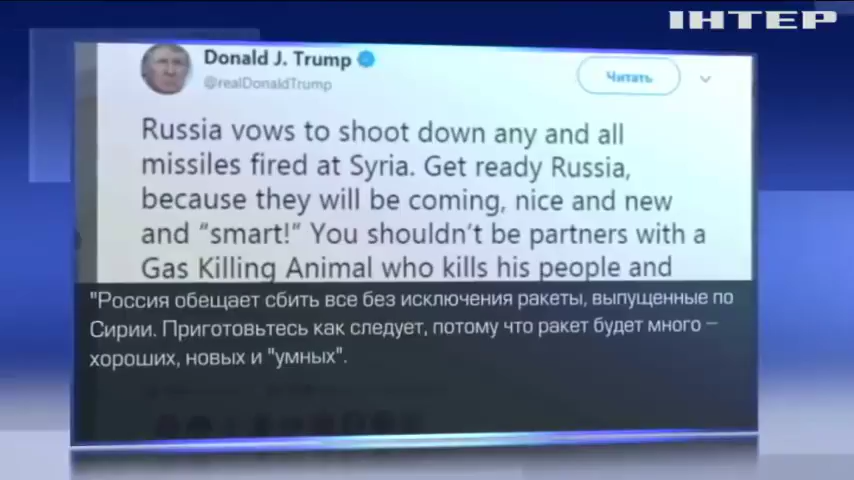 ІНТЕР
Donald J. Trump
@realDonaldTrump
Читать
Russia vows to shoot down any and all
missiles fired at Syria. Get ready Russia,
because they will be coming, nice and new
and “smart!” You shouldn’t be partners with a
Gas Killing Animal who kills his people and
"Россия обещает сбить все без исключения ракеты, выпущенные по
Сирии. Приготовьтесь как следует, потому что ракет будет много –
хороших, новых и "умных".